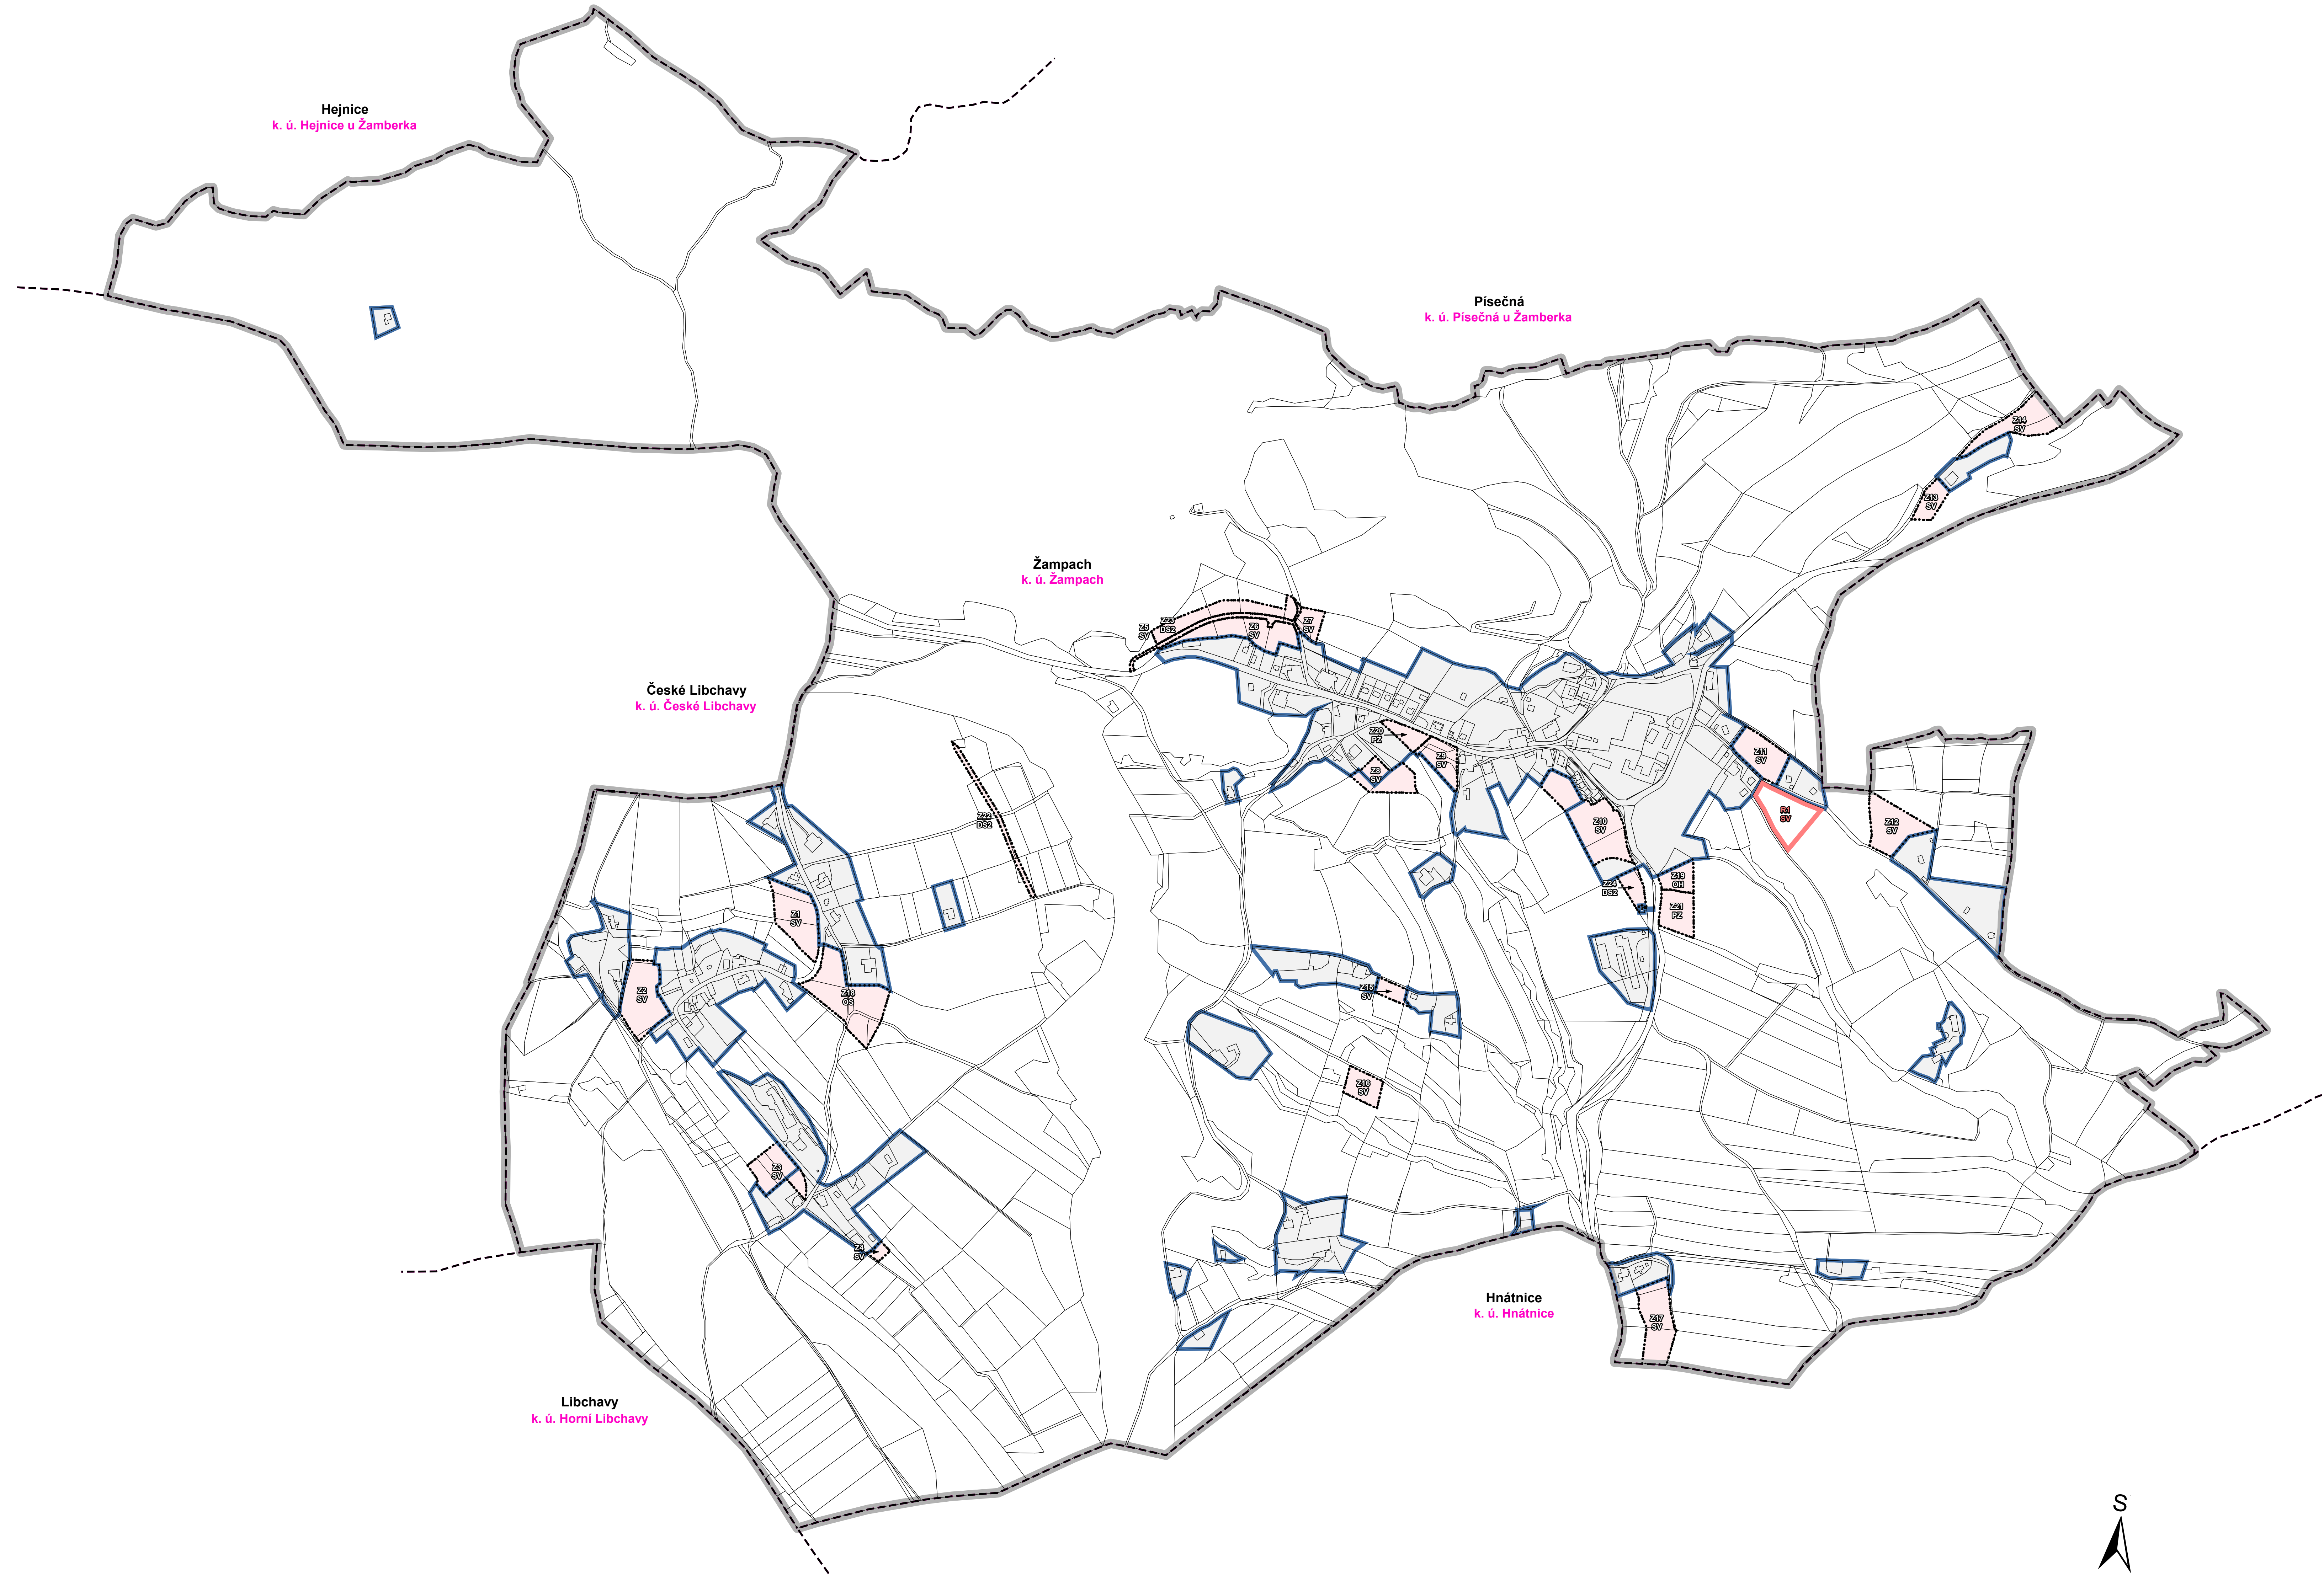 Hejnice
k. ú. Hejnice u Žamberka
Písečná
k. ú. Písečná u Žamberka
Z14
SV
Z13
SV
Žampach
k. ú. Žampach
Z5
SV
Z23
DS2
Z6
SV
Z7
SV
České Libchavy
k. ú. České Libchavy
Z20
PZ
Z8
SV
Z9
SV
Z11
SV
R1
SV
Z12
SV
Z22
DS2
Z10
SV
Z24
DS2
Z19
OH
Z21
PZ
Z1
SV
Z2
SV
Z18
OS
Z15
SV
Z16
SV
Z3
SV
Z4
SV
Hnátnice
k. ú. Hnátnice
Z17
SV
Libchavy
k. ú. Horní Libchavy
S